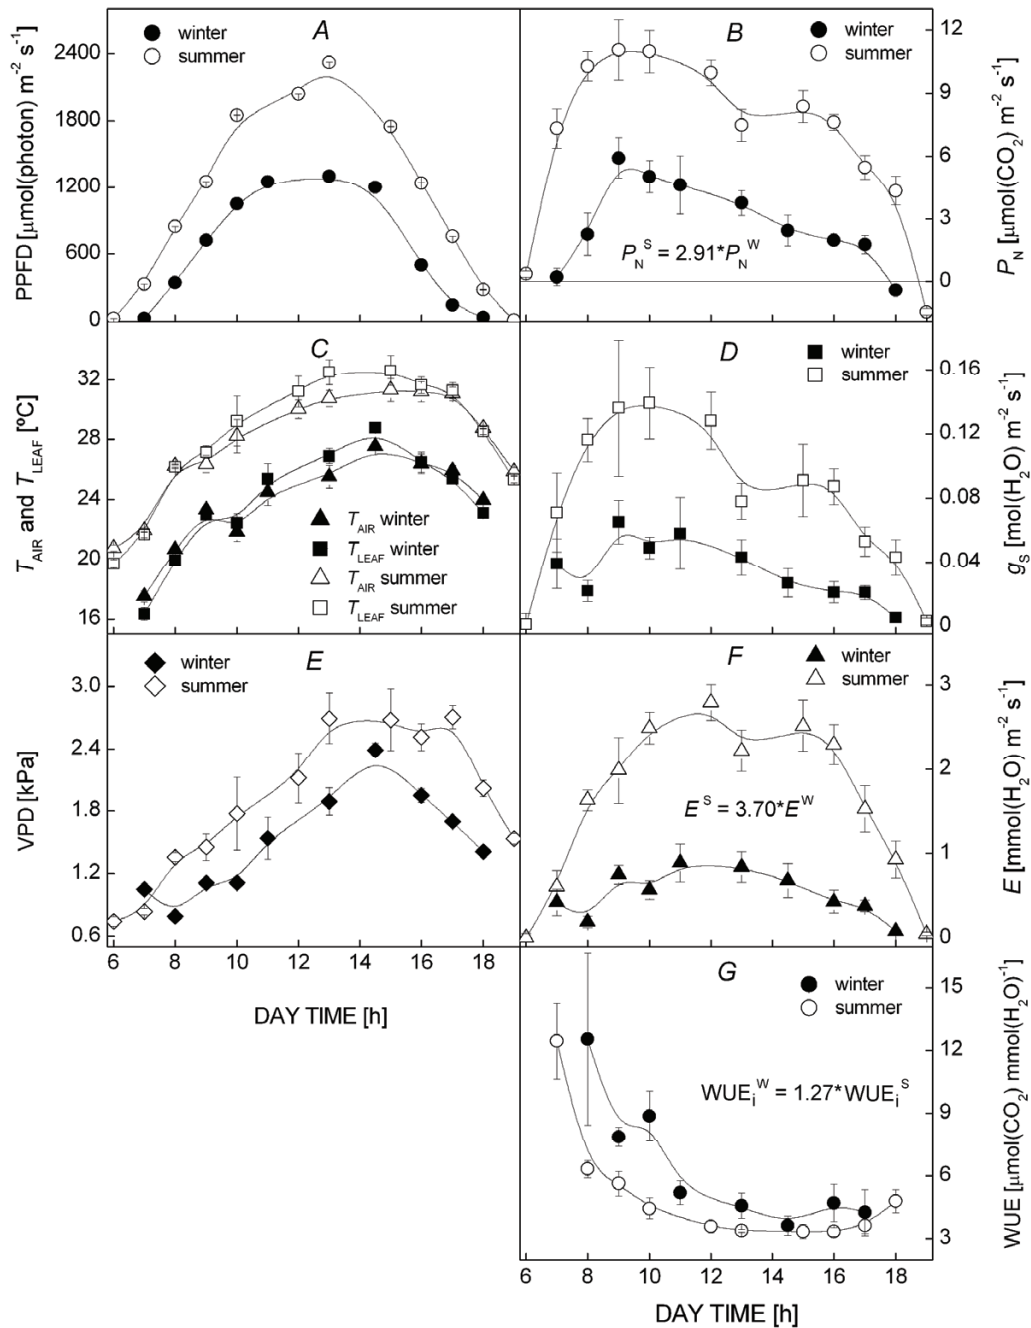 A
winter
summer
2400
1800
1200
600
0
PPFD [μmol(photon) m⁻² s⁻¹]
B
winter
summer
12
9
6
3
0
P_N [μmol(CO₂) m⁻² s⁻¹]
P_N^S = 2.91*P_N^W
C
32
28
24
20
16
T_AIR and T_LEAF [ºC]
T_AIR winter
T_LEAF winter
T_AIR summer
T_LEAF summer
D
winter
summer
0.16
0.12
0.08
0.04
0
g_S [mol(H₂O) m⁻² s⁻¹]
E
winter
summer
3.0
2.4
1.8
1.2
0.6
VPD [kPa]
6 8 10 12 14 16 18
DAY TIME [h]
F
winter
summer
3
2
1
0
E [mmol(H₂O) m⁻² s⁻¹]
E^S = 3.70*E^W
G
winter
summer
15
12
9
6
3
WUE [μmol(CO₂) mmol(H₂O)⁻¹]
WUE_i^W = 1.27*WUE_i^S
6 8 10 12 14 16 18
DAY TIME [h]